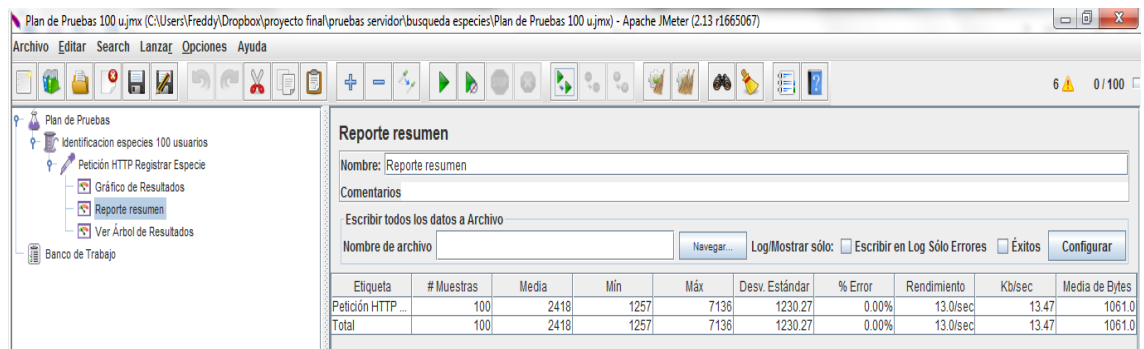 Plan de Pruebas 100 u.jmx (C:\Users\Freddy\Dropbox\proyecto final\pruebas servidor\busqueda especies\Plan de Pruebas 100 u.jmx) - Apache JMeter (2.13 r1665067)
Archivo Editar Search Lanzar Opciones Ayuda
6 0 / 100
Plan de Pruebas
Identificacion especies 100 usuarios
Petición HTTP Registrar Especie
Gráfico de Resultados
Reporte resumen
Ver Árbol de Resultados
Banco de Trabajo
Reporte resumen
Nombre: Reporte resumen
Comentarios
Escribir todos los datos a Archivo
Nombre de archivo Navegar... Log/Mostrar sólo: Escribir en Log Sólo Errores Éxitos Configurar
Etiqueta # Muestras Media Mín Máx Desv. Estándar % Error Rendimiento Kb/sec Media de Bytes
Petición HTTP ... 100 2418 1257 7136 1230.27 0.00% 13.0/sec 13.47 1061.0
Total 100 2418 1257 7136 1230.27 0.00% 13.0/sec 13.47 1061.0